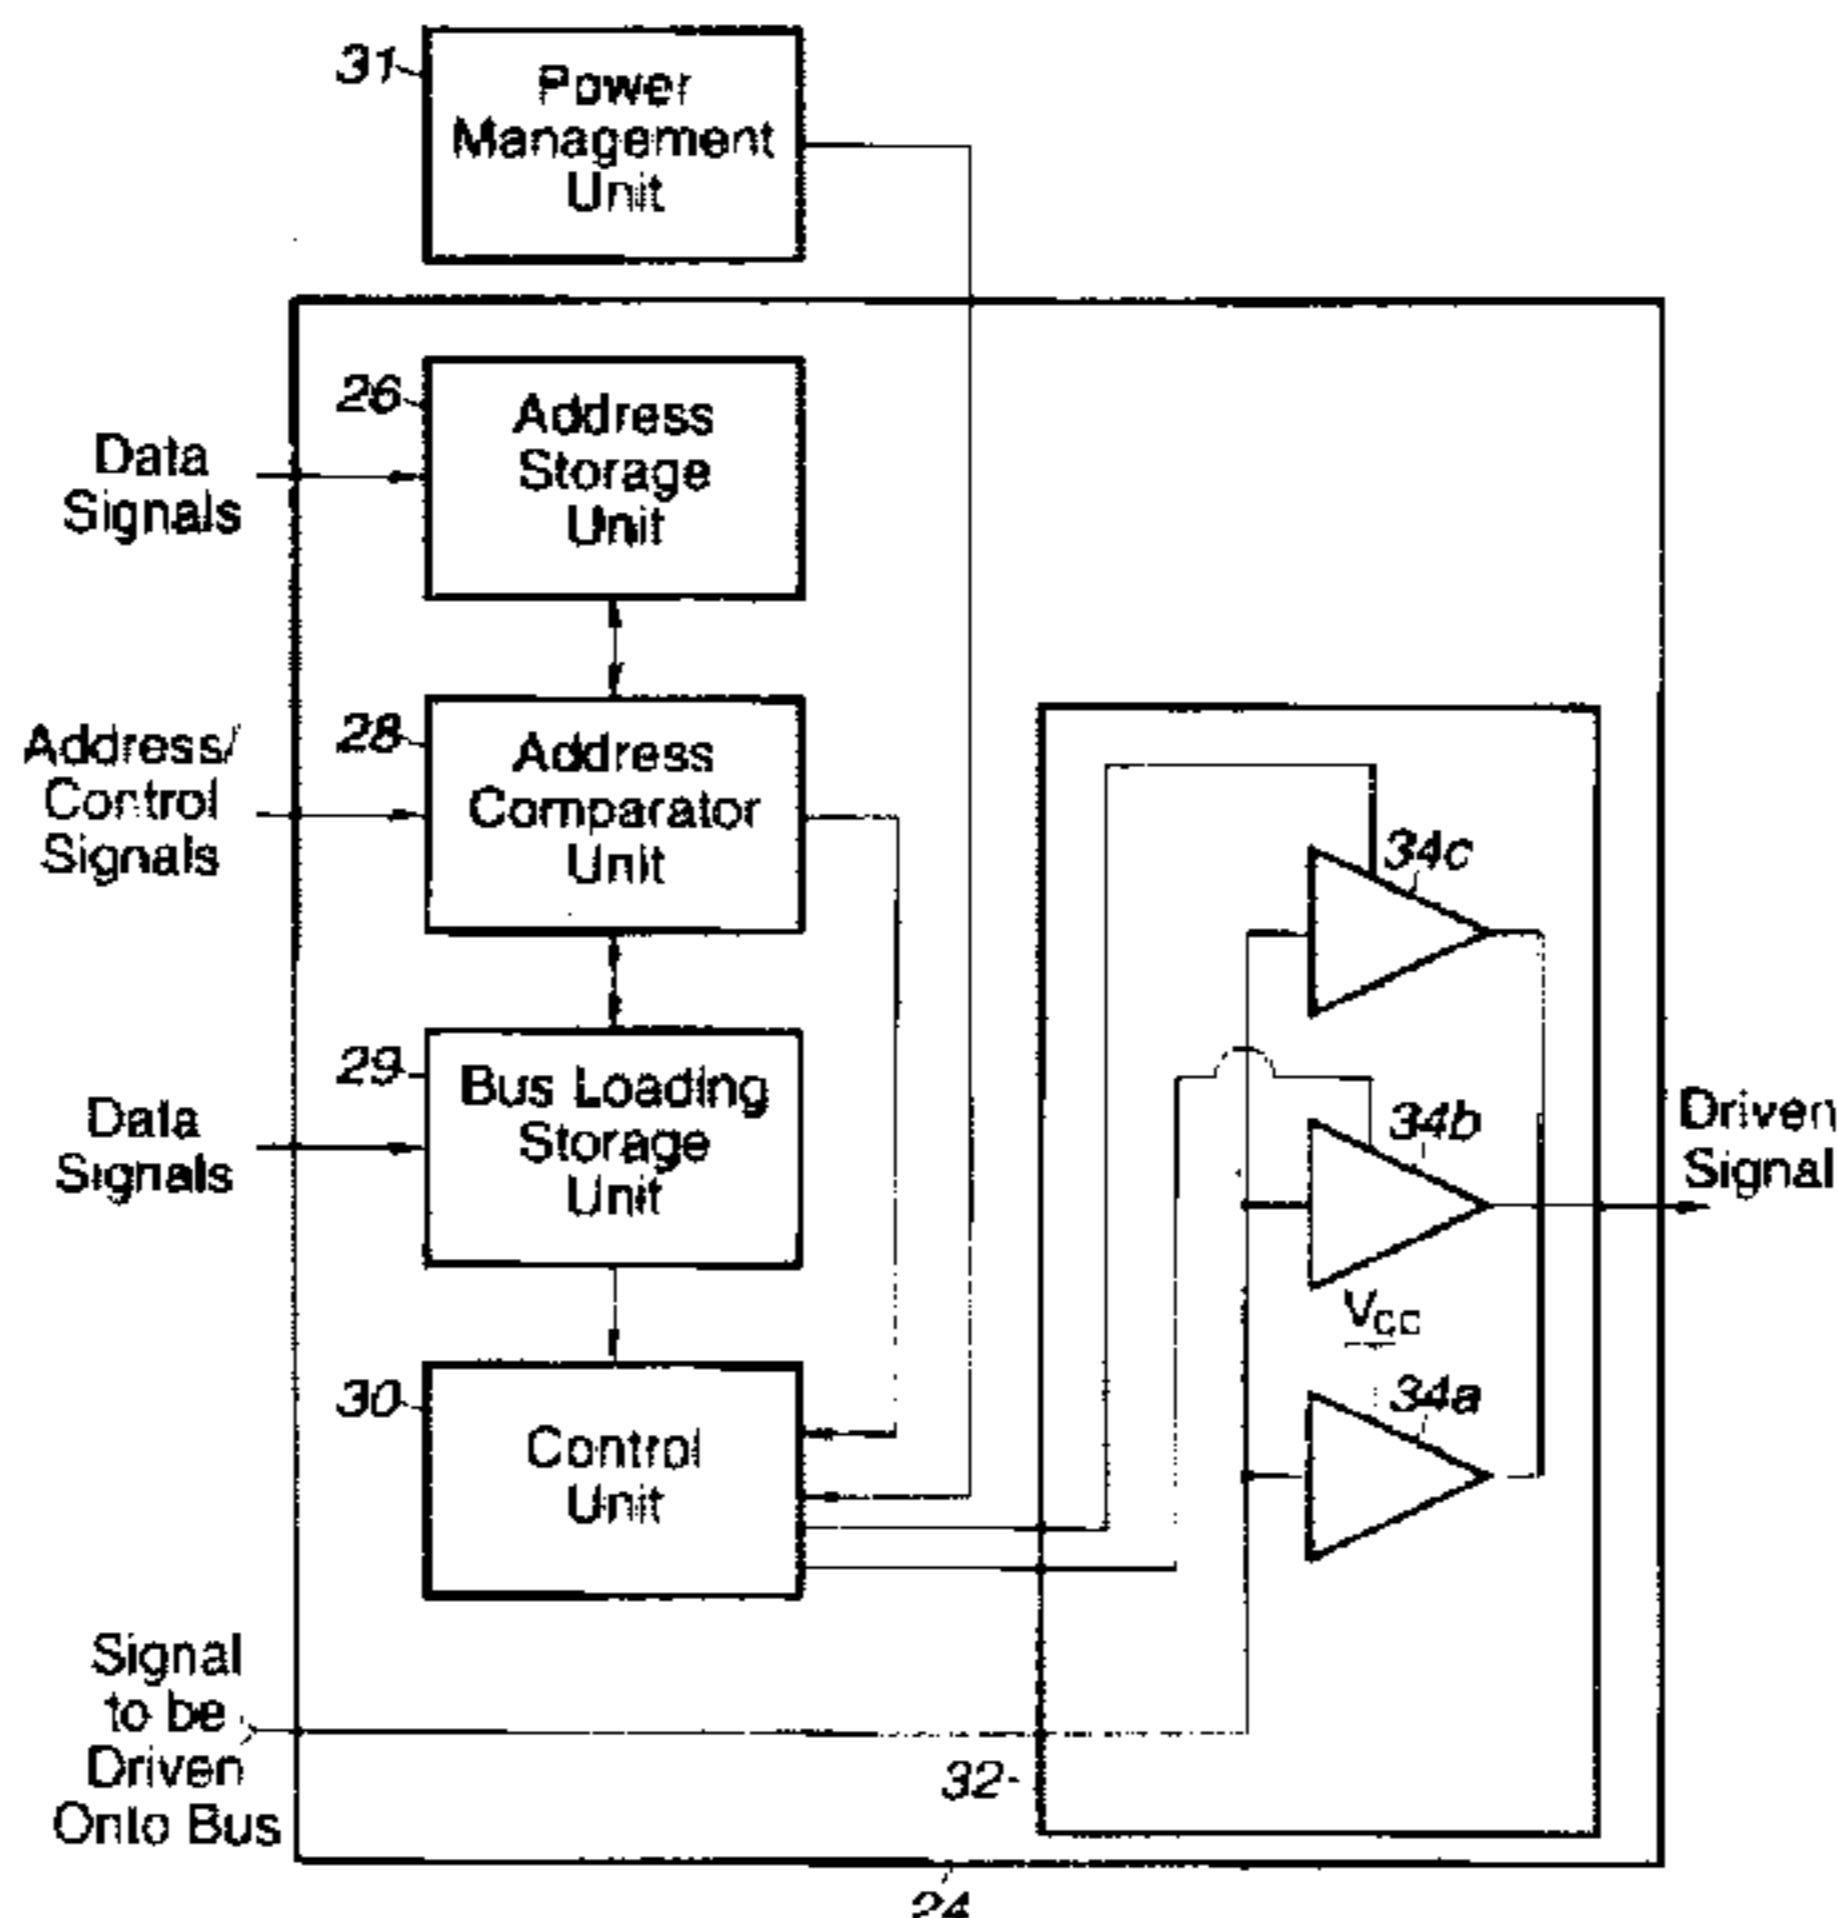 31
Power
Management
Unit
26
Address
Storage
Unit
Data
Signals
28
Address
Comparator
Unit
Address/
Control
Signals
34c
29
Bus Loading
Storage
Unit
Data
Signals
34b
Driven
Signal
VCC
34a
30
Control
Unit
Signal
to be
Driven
Onto Bus
32
24